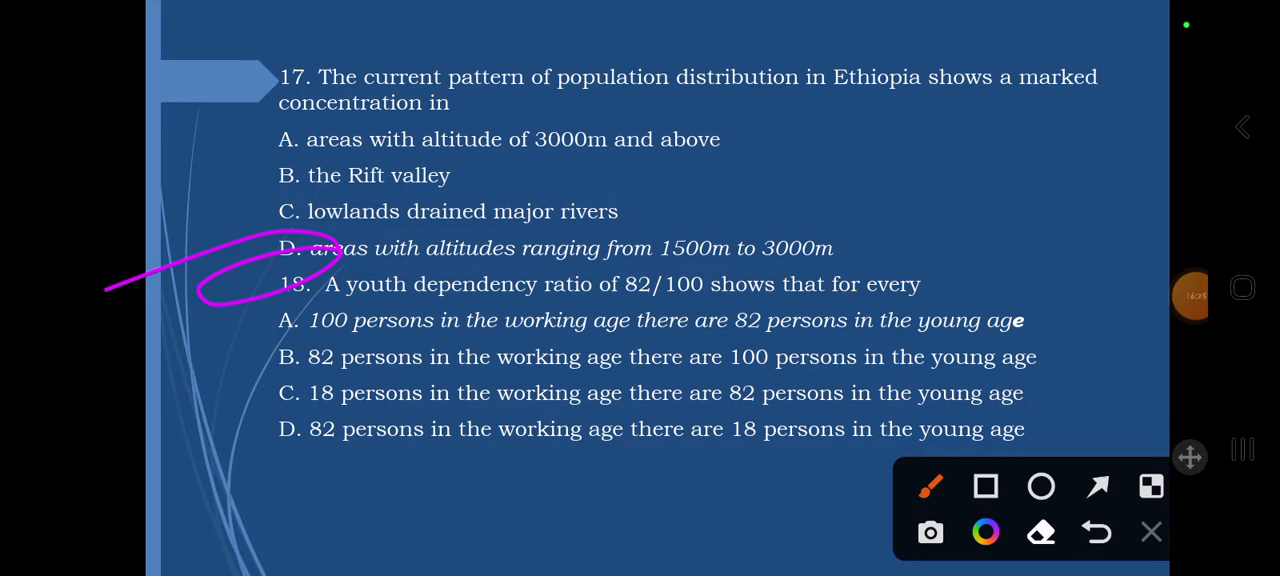 17. The current pattern of population distribution in Ethiopia shows a marked
concentration in
A. areas with altitude of 3000m and above
B. the Rift valley
C. lowlands drained major rivers
D. areas with altitudes ranging from 1500m to 3000m
18. A youth dependency ratio of 82/100 shows that for every
A. 100 persons in the working age there are 82 persons in the young age
B. 82 persons in the working age there are 100 persons in the young age
C. 18 persons in the working age there are 82 persons in the young age
D. 82 persons in the working age there are 18 persons in the young age
16:25